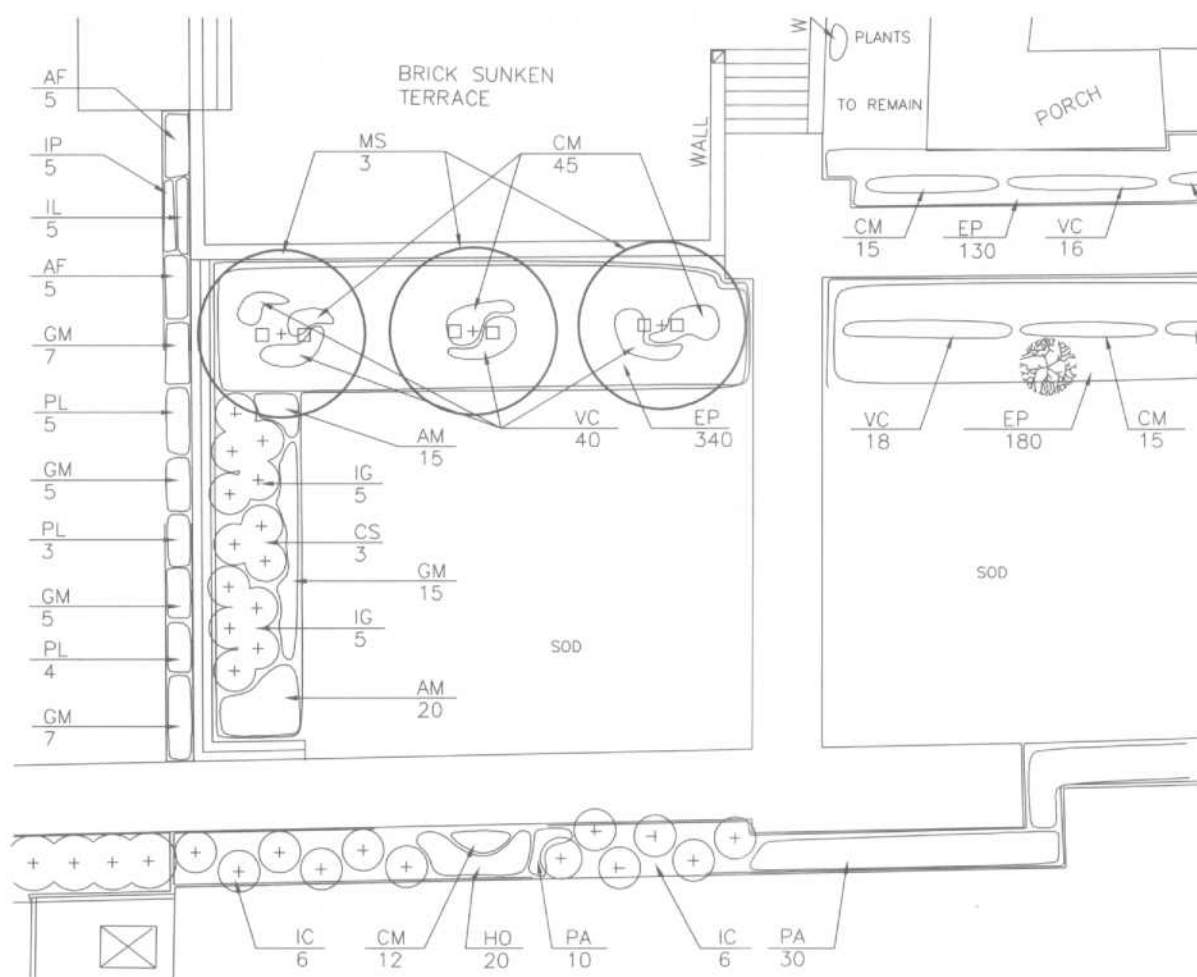 BRICK SUNKEN
TERRACE
W
PLANTS
TO REMAIN
PORCH
WALL
MS
3
CM
45
AF
5
IP
5
IL
5
AF
5
GM
7
PL
5
GM
5
PL
3
GM
5
PL
4
GM
7
CM
15
EP
130
VC
16
AM
15
VC
40
EP
340
VC
18
EP
180
CM
15
IG
5
CS
3
GM
15
IG
5
AM
20
SOD
SOD
IC
6
CM
12
HO
20
PA
10
IC
6
PA
30